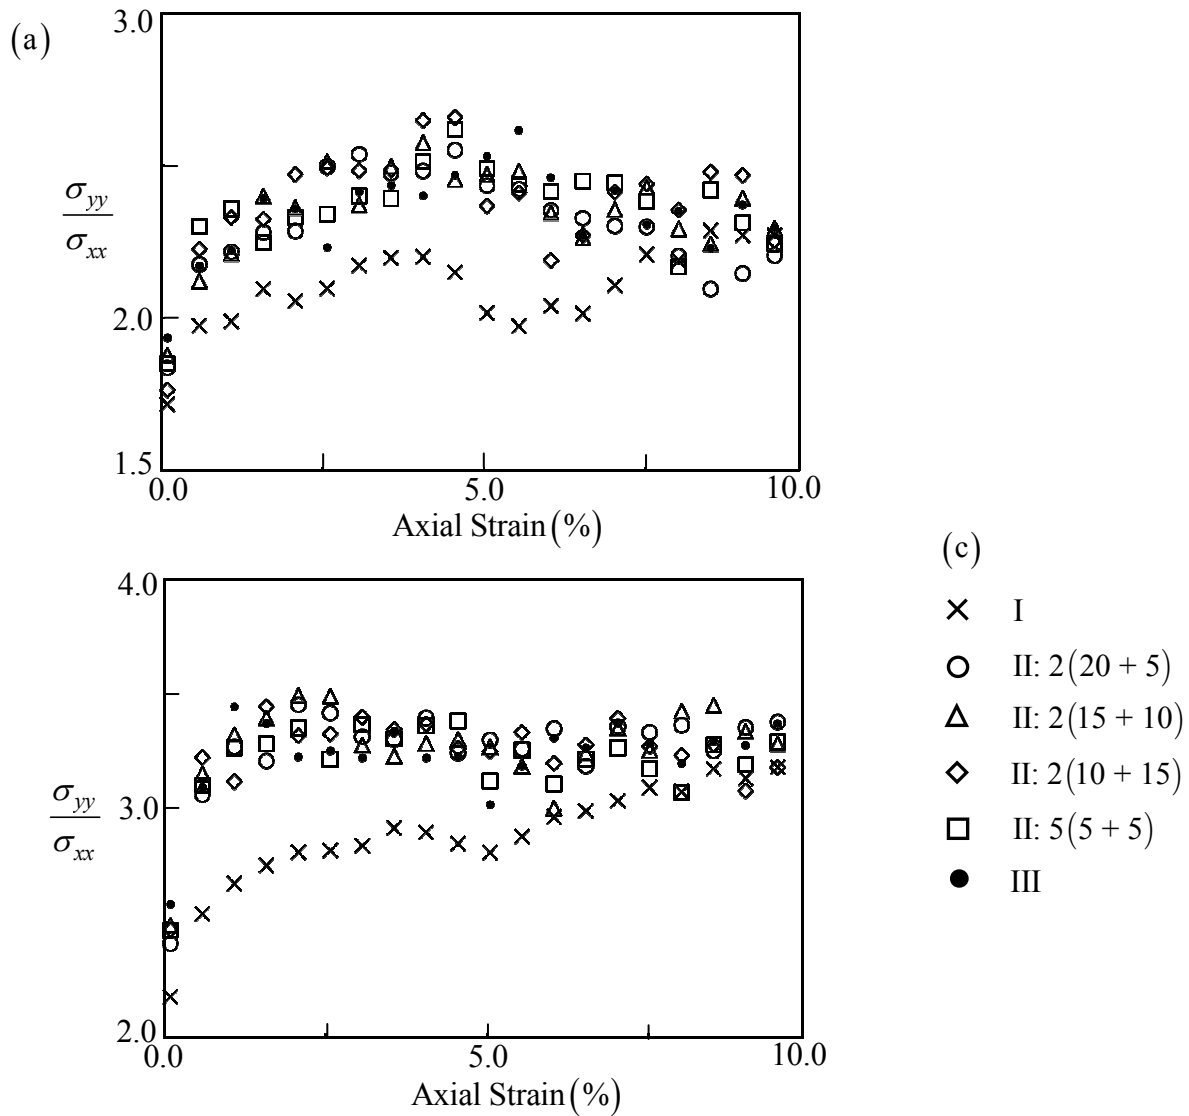 (a)
3.0
σyy
σxx
2.0
1.5
0.0
5.0
10.0
Axial Strain (%)
4.0
σyy
σxx
3.0
2.0
0.0
5.0
10.0
Axial Strain (%)
(c)
I
II: 2(20 + 5)
II: 2(15 + 10)
II: 2(10 + 15)
II: 5(5 + 5)
III